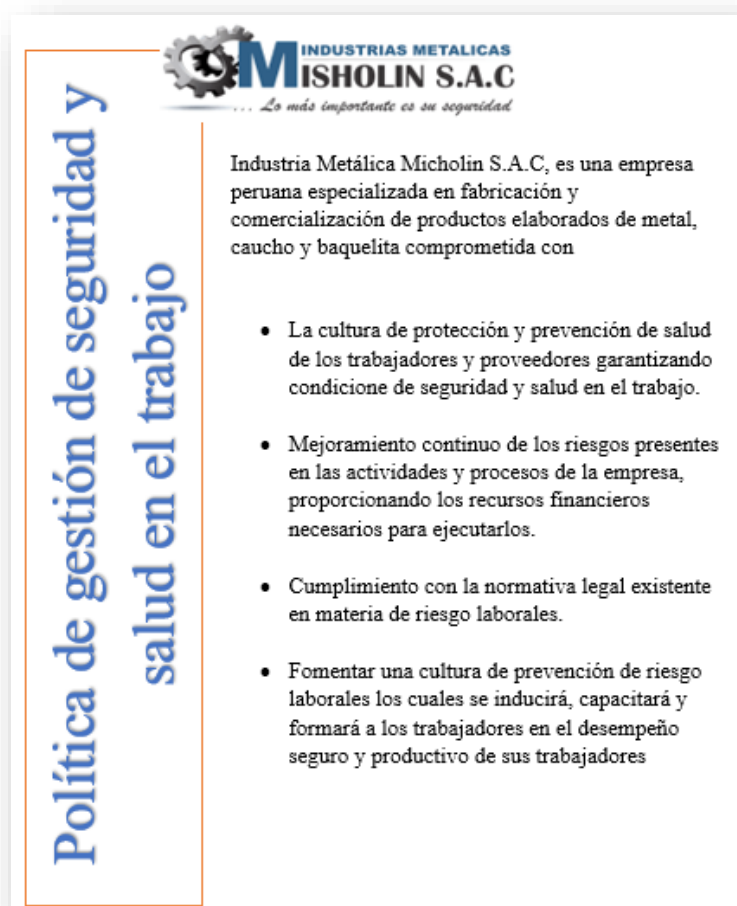 INDUSTRIAS METALICAS
MISHOLIN S.A.C
... Lo más importante es su seguridad
Política de gestión de seguridad y
salud en el trabajo
Industria Metálica Micholin S.A.C, es una empresa
peruana especializada en fabricación y
comercialización de productos elaborados de metal,
caucho y baquelita comprometida con
• La cultura de protección y prevención de salud
de los trabajadores y proveedores garantizando
condicione de seguridad y salud en el trabajo.
• Mejoramiento continuo de los riesgos presentes
en las actividades y procesos de la empresa,
proporcionando los recursos financieros
necesarios para ejecutarlos.
• Cumplimiento con la normativa legal existente
en materia de riesgo laborales.
• Fomentar una cultura de prevención de riesgo
laborales los cuales se inducirá, capacitará y
formará a los trabajadores en el desempeño
seguro y productivo de sus trabajadores